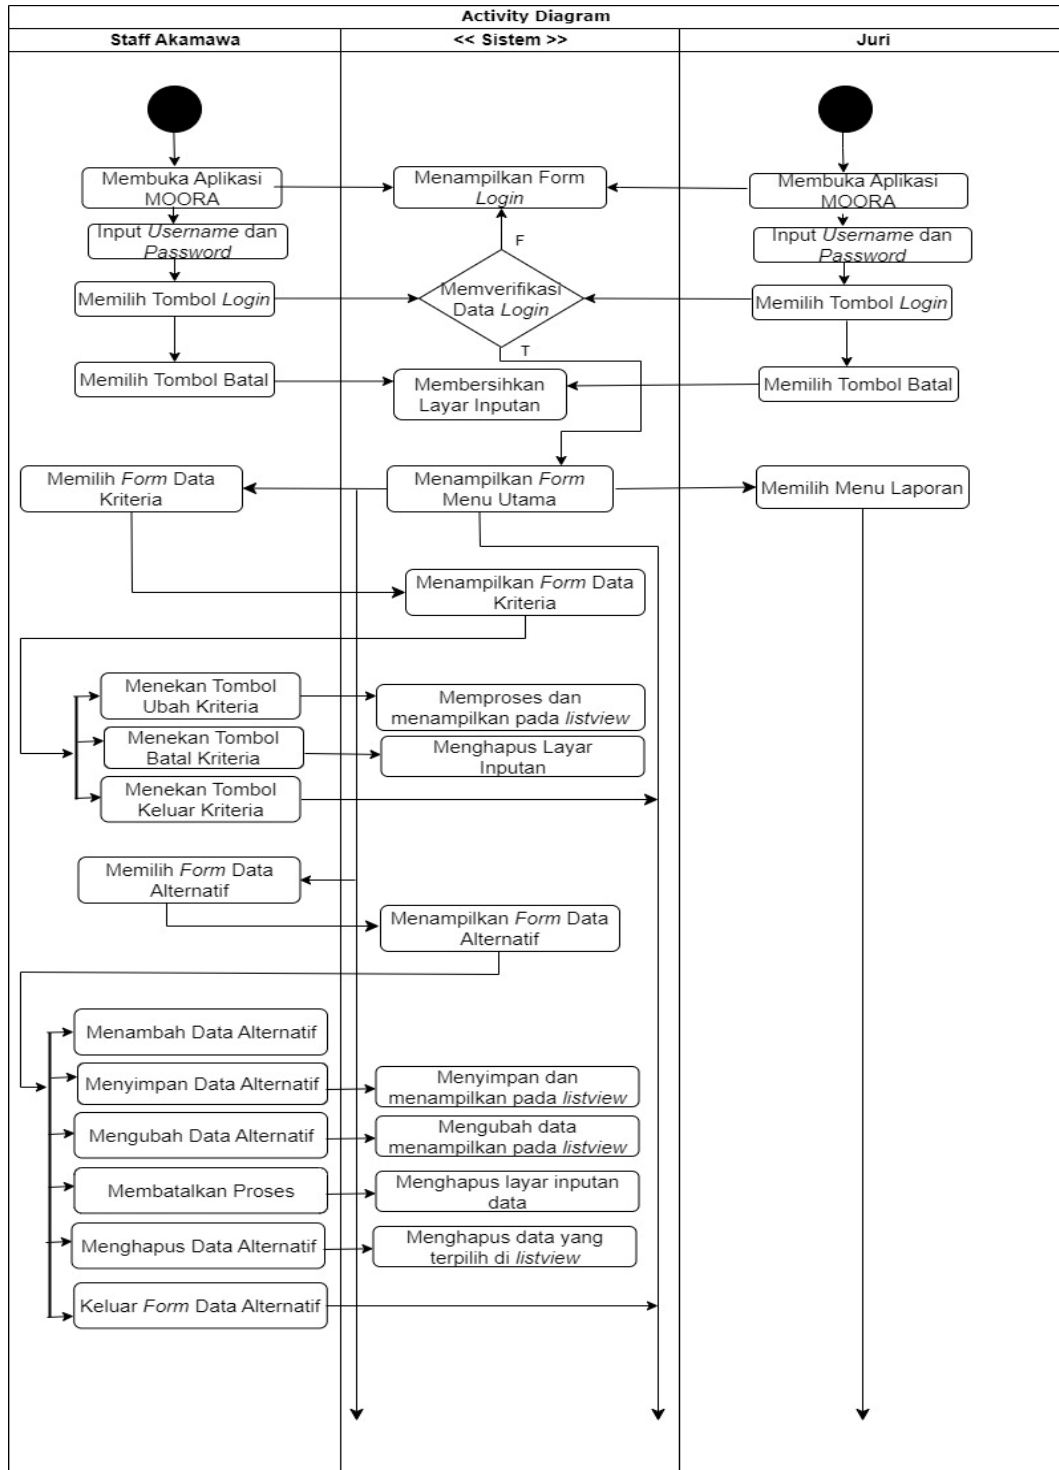 Activity Diagram
Staff Akamawa
<< Sistem >>
Juri
Membuka Aplikasi
MOORA
Menampilkan Form
Login
Membuka Aplikasi
MOORA
Input Username dan
Password
F
Input Username dan
Password
Memilih Tombol Login
Memverifikasi
Data Login
Memilih Tombol Login
T
Memilih Tombol Batal
Membersihkan
Layar Inputan
Memilih Tombol Batal
Memilih Form Data
Kriteria
Menampilkan Form
Menu Utama
Memilih Menu Laporan
Menampilkan Form Data
Kriteria
Menekan Tombol
Ubah Kriteria
Memproses dan
menampilkan pada listview
Menekan Tombol
Batal Kriteria
Menghapus Layar
Inputan
Menekan Tombol
Keluar Kriteria
Memilih Form Data
Alternatif
Menampilkan Form Data
Alternatif
Menambah Data Alternatif
Menyimpan Data Alternatif
Menyimpan dan
menampilkan pada listview
Mengubah Data Alternatif
Mengubah data
menampilkan pada listview
Membatalkan Proses
Menghapus layar inputan
data
Menghapus Data Alternatif
Menghapus data yang
terpilih di listview
Keluar Form Data Alternatif